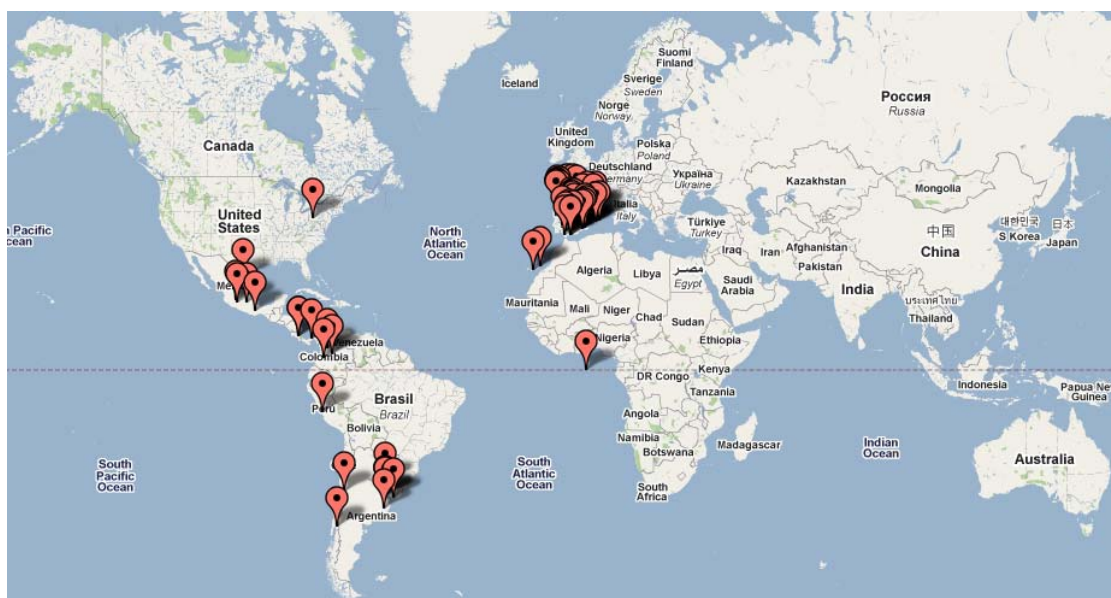 Suomi
Finland
Iceland
Sverige
Sweden
Norge
Norway
Россия
Russia
United
Kingdom
Polska
Poland
Canada
Deutschland
Germany
Україна
Ukraine
Kazakhstan
Mongolia
United
States
Italia
Italy
Türkiye
Turkey
대한민국
S Korea
日本
Japan
中国
China
North
Atlantic
Ocean
Iraq
Iran
Afghanistan
Pakistan
Algeria
Libya
مصر
Egypt
Saudi
Arabia
India
Mauritania
Mali
Niger
Chad
Sudan
ประเทศไทย
Thailand
Nigeria
Ethiopia
Venezuela
Colombia
DR Congo
Kenya
Tanzania
Indonesia
Papua New
Guinea
Peru
Brasil
Brazil
Angola
Bolivia
Namibia
Botswana
Madagascar
Indian
Ocean
South
Pacific
Ocean
South
Atlantic
Ocean
South
Africa
Australia
Argentina